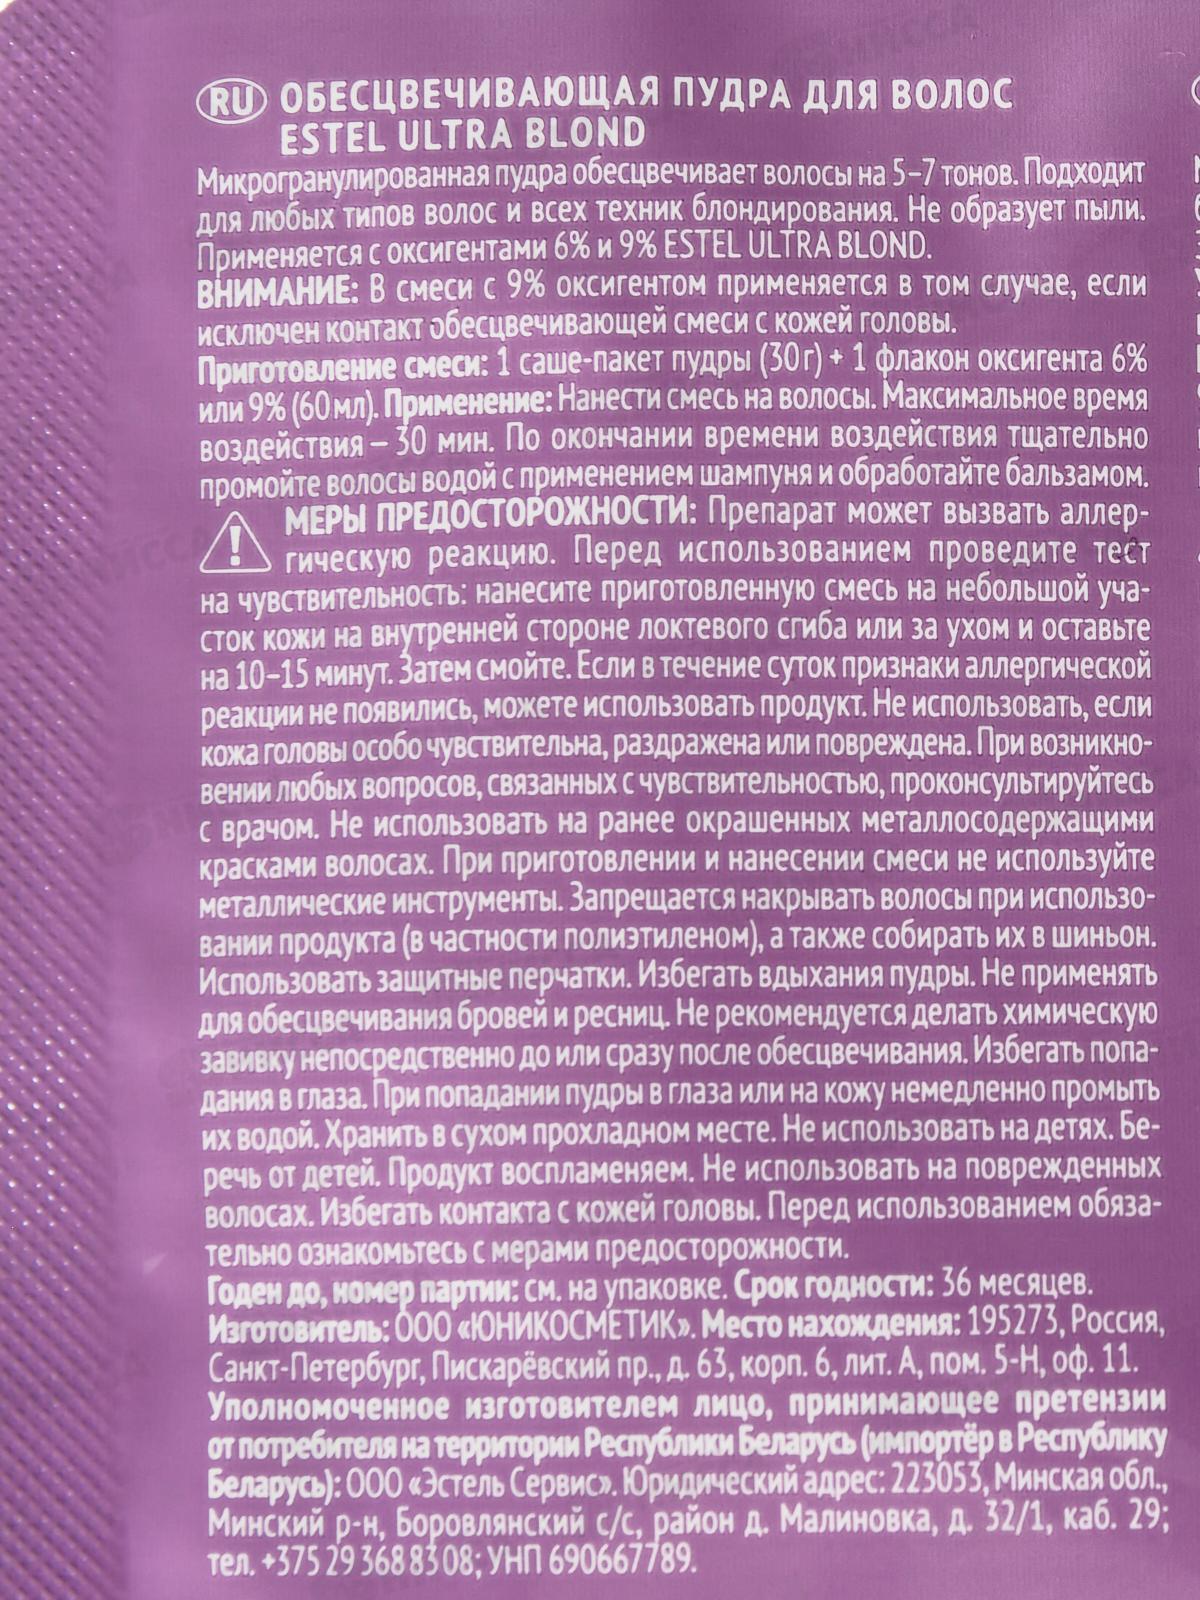 RU ОБЕСЦВЕЧИВАЮЩАЯ ПУДРА ДЛЯ ВОЛОС
ESTEL ULTRA BLOND
Микрогранулированная пудра обесцвечивает волосы на 5–7 тонов. Подходит
для любых типов волос и всех техник блондирования. Не образует пыли.
Применяется с оксигентами 6% и 9% ESTEL ULTRA BLOND.
ВНИМАНИЕ: В смеси с 9% оксигентом применяется в том случае, если
исключен контакт обесцвечивающей смеси с кожей головы.
Приготовление смеси: 1 саше-пакет пудры (30г) + 1 флакон оксигента 6%
или 9% (60мл). Применение: Нанести смесь на волосы. Максимальное время
воздействия – 30 мин. По окончании времени воздействия тщательно
промойте волосы водой с применением шампуня и обработайте бальзамом.
МЕРЫ ПРЕДОСТОРОЖНОСТИ: Препарат может вызвать аллер-
гическую реакцию. Перед использованием проведите тест
на чувствительность: нанесите приготовленную смесь на небольшой уча-
сток кожи на внутренней стороне локтевого сгиба или за ухом и оставьте
на 10–15 минут. Затем смойте. Если в течение суток признаки аллергической
реакции не появились, можете использовать продукт. Не использовать, если
кожа головы особо чувствительна, раздражена или повреждена. При возникно-
вении любых вопросов, связанных с чувствительностью, проконсультируйтесь
с врачом. Не использовать на ранее окрашенных металлосодержащими
красками волосах. При приготовлении и нанесении смеси не используйте
металлические инструменты. Запрещается накрывать волосы при использо-
вании продукта (в частности полиэтиленом), а также собирать их в шиньон.
Использовать защитные перчатки. Избегать вдыхания пудры. Не применять
для обесцвечивания бровей и ресниц. Не рекомендуется делать химическую
завивку непосредственно до или сразу после обесцвечивания. Избегать попа-
дания в глаза. При попадании пудры в глаза или на кожу немедленно промыть
их водой. Хранить в сухом прохладном месте. Не использовать на детях. Бе-
речь от детей. Продукт воспламеняем. Не использовать на поврежденных
волосах. Избегать контакта с кожей головы. Перед использованием обяза-
тельно ознакомьтесь с мерами предосторожности.
Годен до, номер партии: см. на упаковке. Срок годности: 36 месяцев.
Изготовитель: ООО «ЮНИКОСМЕТИК». Место нахождения: 195273, Россия,
Санкт-Петербург, Пискарёвский пр., д. 63, корп. 6, лит. А, пом. 5-Н, оф. 11.
Уполномоченное изготовителем лицо, принимающее претензии
от потребителя на территории Республики Беларусь (импортёр в Республику
Беларусь): ООО «Эстель Сервис». Юридический адрес: 223053, Минская обл.,
Минский р-н, Боровлянский с/с, район д. Малиновка, д. 32/1, каб. 29;
тел. +375 29 368 83 08; УНП 690667789.